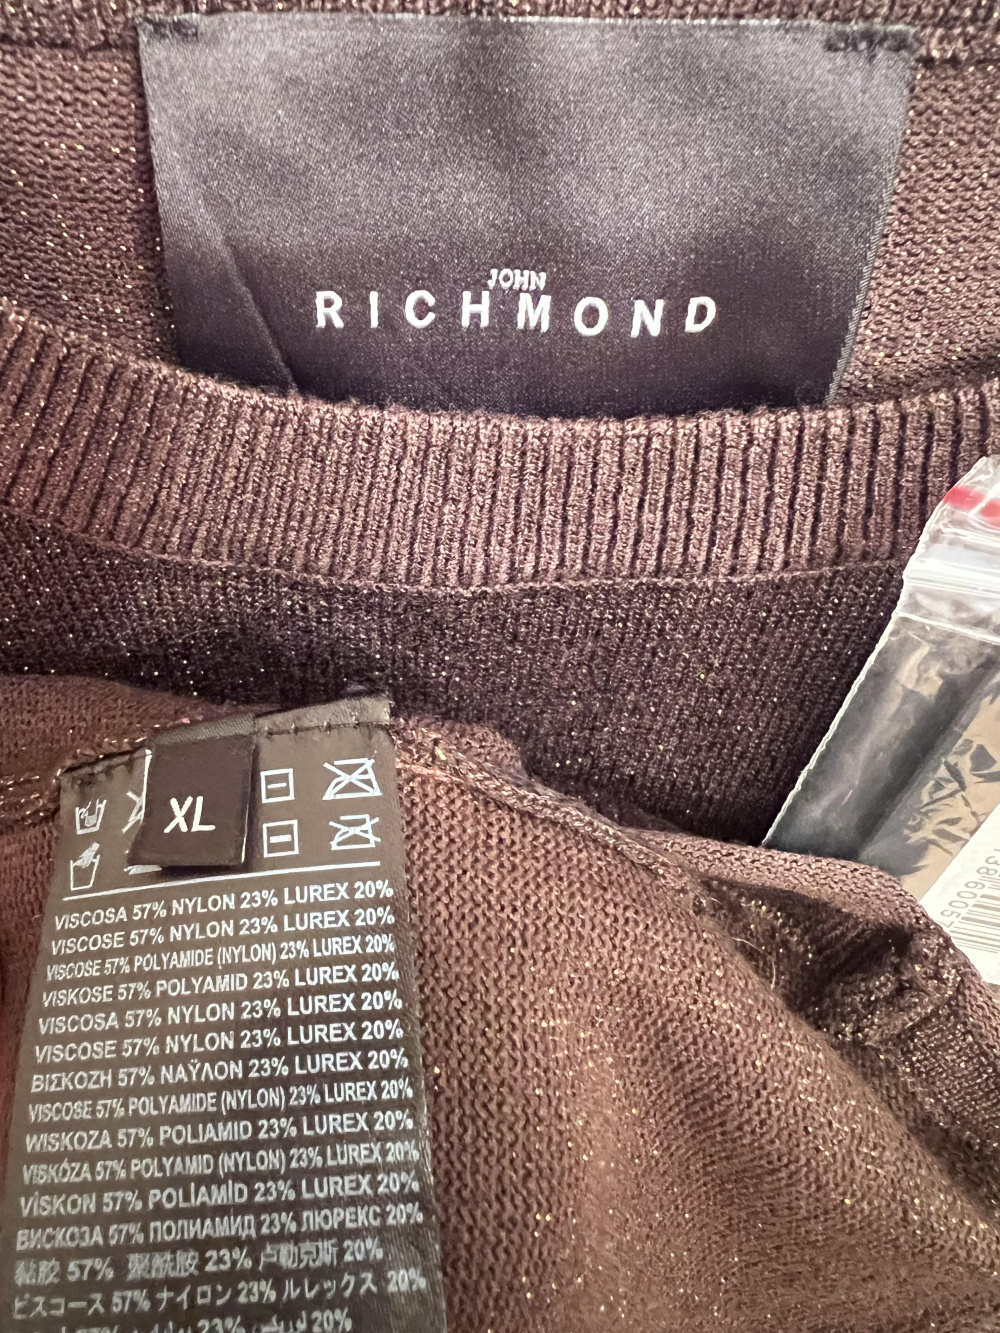 JOHN
RICHMOND
XL
VISCOSA 57% NYLON 23% LUREX 20%
VISCOSE 57% NYLON 23% LUREX 20%
VISCOSE 57% POLYAMIDE (NYLON) 23% LUREX 20%
VISKOSE 57% POLYAMID 23% LUREX 20%
VISCOSA 57% NYLON 23% LUREX 20%
VISCOSE 57% NYLON 23% LUREX 20%
ΒΙΣΚΟΖΗ 57% ΝΑΫΛΟΝ 23% LUREX 20%
VISCOSE 57% POLYAMIDE (NYLON) 23% LUREX 20%
WISKOZA 57% POLIAMID 23% LUREX 20%
VISKÓZA 57% POLYAMID (NYLON) 23% LUREX 20%
VİSKON 57% POLİAMİD 23% LUREX 20%
ВИСКОЗА 57% ПОЛИАМИД 23% ЛЮРЕКС 20%
黏胶 57% 聚酰胺 23% 卢勒克斯 20%
ビスコース 57% ナイロン 23% ルレックス 20%
57% 23% 20%